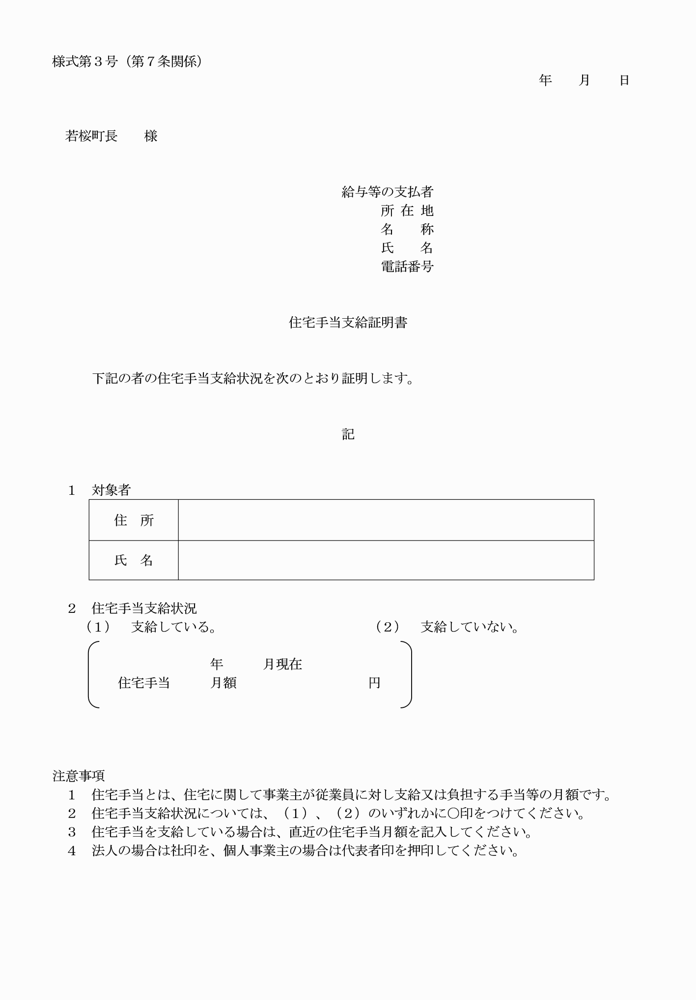 様式第３号（第７条関係）
年　　月　　日
若桜町長　　様
給与等の支払者
所 在 地
名　　称
氏　　名
電話番号
住宅手当支給証明書
下記の者の住宅手当支給状況を次のとおり証明します。
記
１　対象者
住　所
氏　名
２　住宅手当支給状況
（１）　支給している。　　　　　　　　　　　　（２）　支給していない。
年　　　月現在
住宅手当　　　月額　　　　　　　　　　円
注意事項
１　住宅手当とは、住宅に関して事業主が従業員に対し支給又は負担する手当等の月額です。
２　住宅手当支給状況については、（１）、（２）のいずれかに〇印をつけてください。
３　住宅手当を支給している場合は、直近の住宅手当月額を記入してください。
４　法人の場合は社印を、個人事業主の場合は代表者印を押印してください。